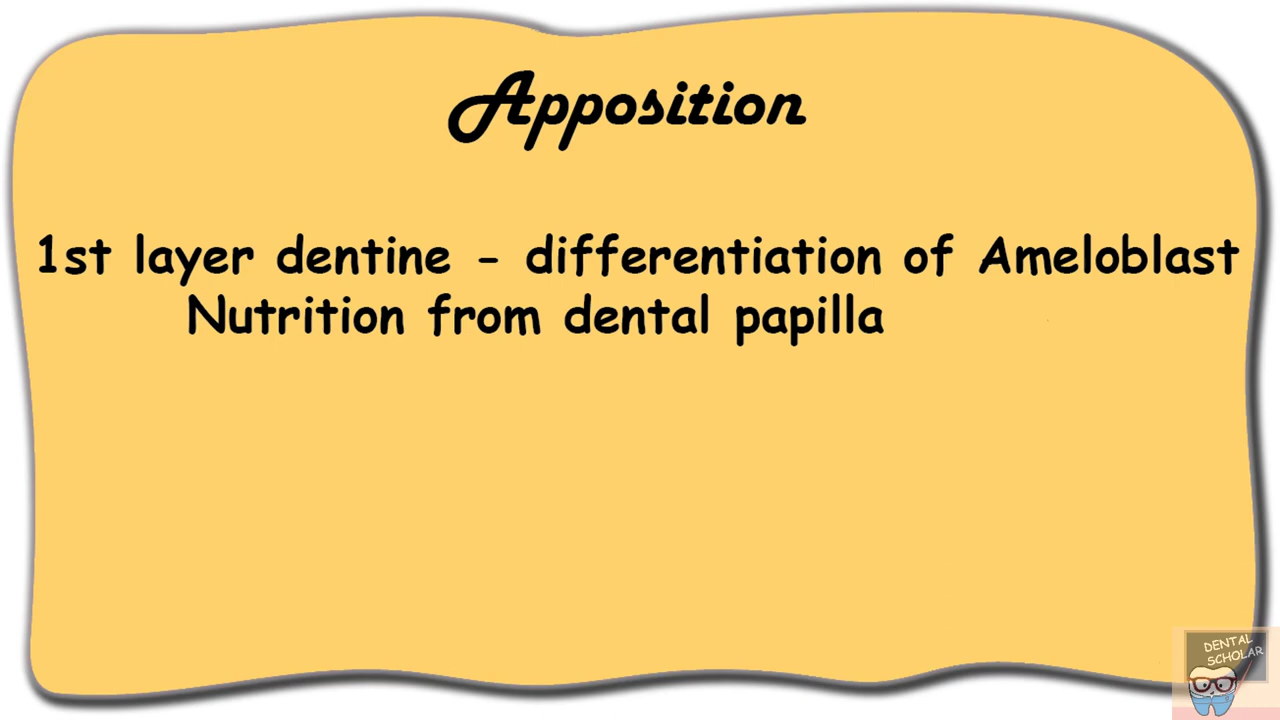 Apposition
1st layer dentine - differentiation of Ameloblast
Nutrition from dental papilla
DENTAL
SCHOLAR